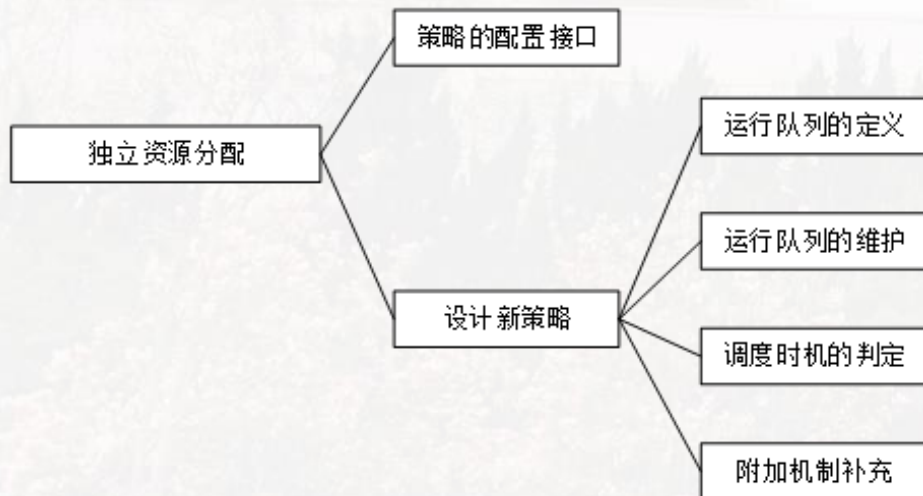 策略的配置接口
独立资源分配
运行队列的定义
运行队列的维护
设计新策略
调度时机的判定
附加机制补充